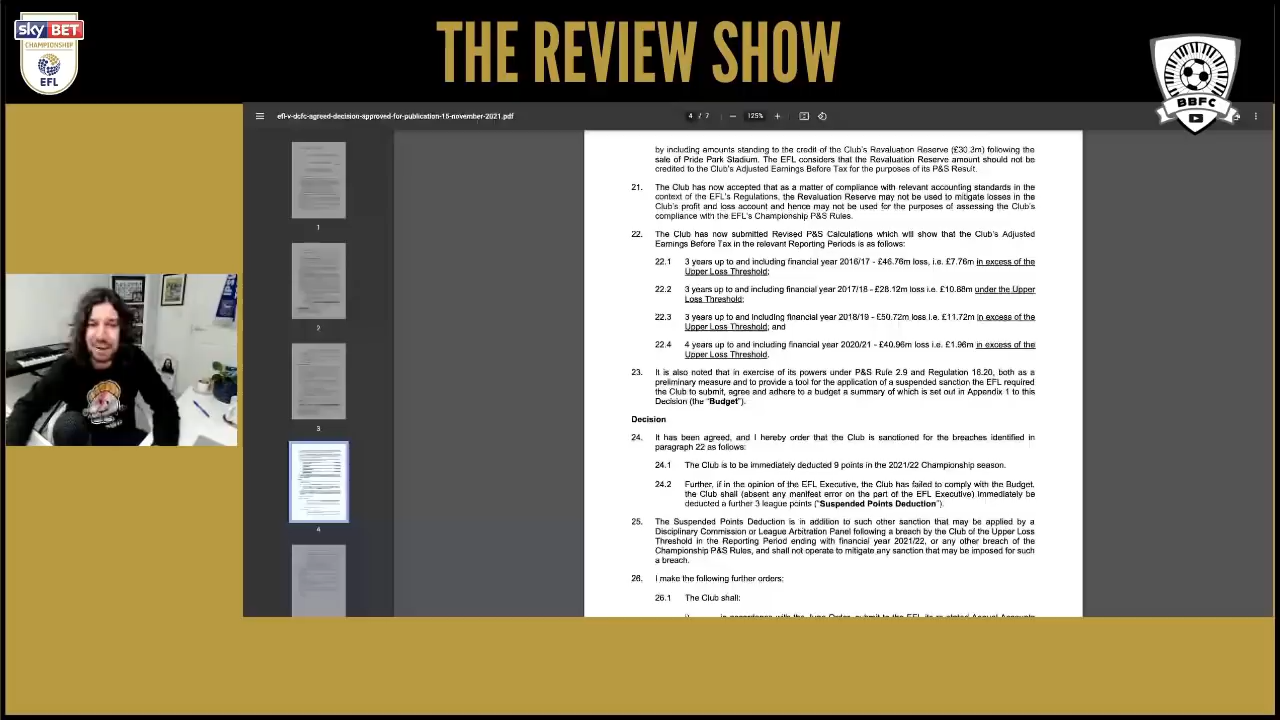 THE REVIEW SHOW
sky BET
CHAMPIONSHIP
EFL
BBFC
efl-v-dcfc-agreed-decision-approved-for-publication-15-november-2021.pdf
4 / 7
125%
by including amounts standing to the credit of the Club's Revaluation Reserve (£30.3m) following the
sale of Pride Park Stadium. The EFL considers that the Revaluation Reserve amount should not be
credited to the Club's Adjusted Earnings Before Tax for the purposes of its P&S Result.
21. The Club has now accepted that as a matter of compliance with relevant accounting standards in the
context of the EFL's Regulations, the Revaluation Reserve may not be used to mitigate losses in the
Club's profit and loss account and hence may not be used for the purposes of assessing the Club's
compliance with the EFL's Championship P&S Rules.
22. The Club has now submitted Revised P&S Calculations which will show that the Club's Adjusted
Earnings Before Tax in the relevant Reporting Periods is as follows:
22.1 3 years up to and including financial year 2016/17 - £46.76m loss, i.e. £7.76m in excess of the
Upper Loss Threshold;
22.2 3 years up to and including financial year 2017/18 - £28.12m loss i.e. £10.88m under the Upper
Loss Threshold;
22.3 3 years up to and including financial year 2018/19 - £50.72m loss i.e. £11.72m in excess of the
Upper Loss Threshold; and
22.4 4 years up to and including financial year 2020/21 - £40.96m loss i.e. £1.96m in excess of the
Upper Loss Threshold.
23. It is also noted that in exercise of its powers under P&S Rule 2.9 and Regulation 16.20, both as a
preliminary measure and to provide a tool for the application of a suspended sanction the EFL required
the Club to submit, agree and adhere to a budget a summary of which is set out in Appendix 1 to this
Decision (the "Budget").
Decision
24. It has been agreed, and I hereby order that the Club is sanctioned for the breaches identified in
paragraph 22 as follows:
24.1 The Club is to be immediately deducted 9 points in the 2021/22 Championship season.
24.2 Further, if in the opinion of the EFL Executive, the Club has failed to comply with the Budget,
the Club shall (absent any manifest error on the part of the EFL Executive) immediately be
deducted a further 3 league points ("Suspended Points Deduction").
25. The Suspended Points Deduction is in addition to such other sanction that may be applied by a
Disciplinary Commission or League Arbitration Panel following a breach by the Club of the Upper Loss
Threshold in the Reporting Period ending with financial year 2021/22, or any other breach of the
Championship P&S Rules, and shall not operate to mitigate any sanction that may be imposed for such
a breach.
26. I make the following further orders:
26.1 The Club shall:
in accordance with the June Order, submit to the EFL its re-stated Annual Accounts
1
2
3
4